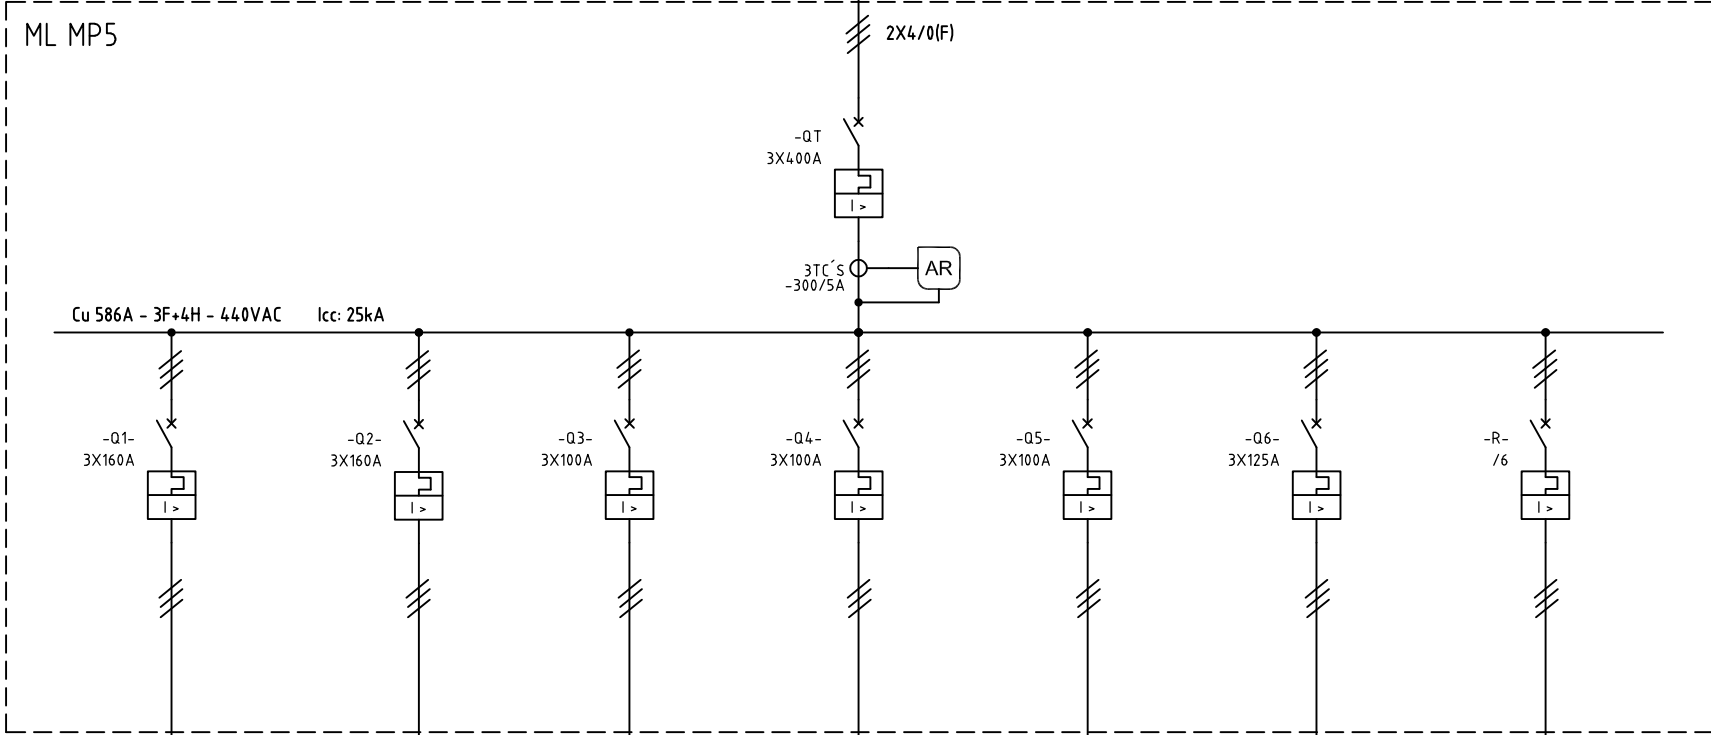 ML MP5
2X4/0(F)
-QT
3X400A
I >
3TC´S
-300/5A
AR
Cu 586A - 3F+4H - 440VAC Icc: 25kA
-Q1-
3X160A
I >
-Q2-
3X160A
I >
-Q3-
3X100A
I >
-Q4-
3X100A
I >
-Q5-
3X100A
I >
-Q6-
3X125A
I >
-R-
/6
I >